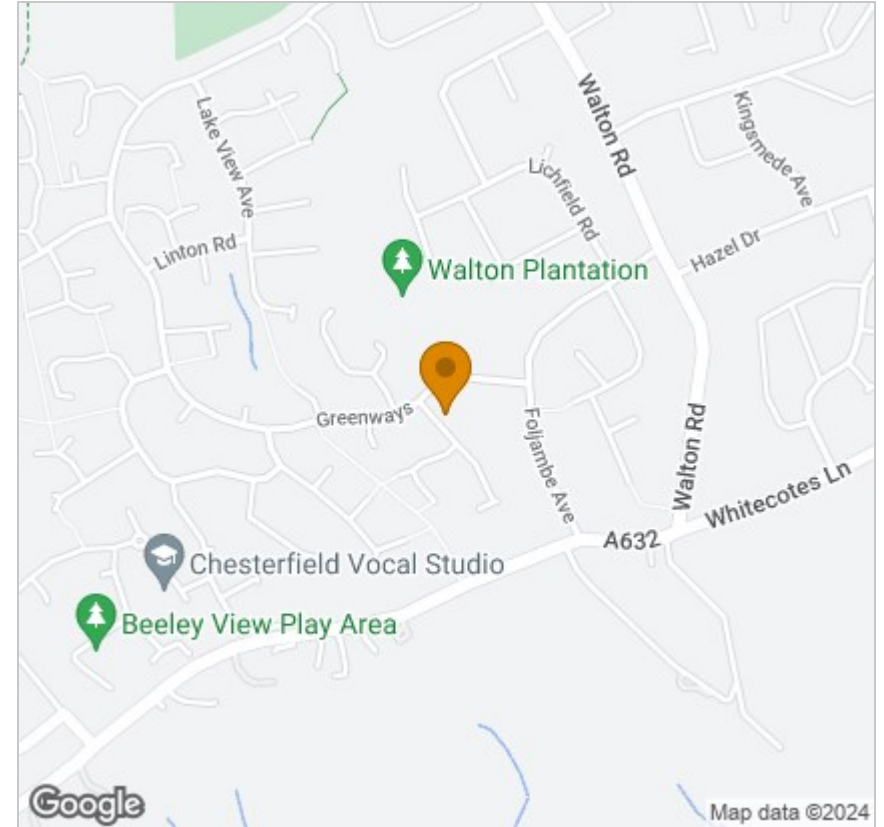 Walton Rd
Kingsmede Ave
Lake View Ave
Lichfield Rd
Linton Rd
Hazel Dr
Walton Plantation
Greenways
Foljambe Ave
Walton Rd
Whitecotes Ln
A632
Chesterfield Vocal Studio
Beeley View Play Area
Google
Map data ©2024